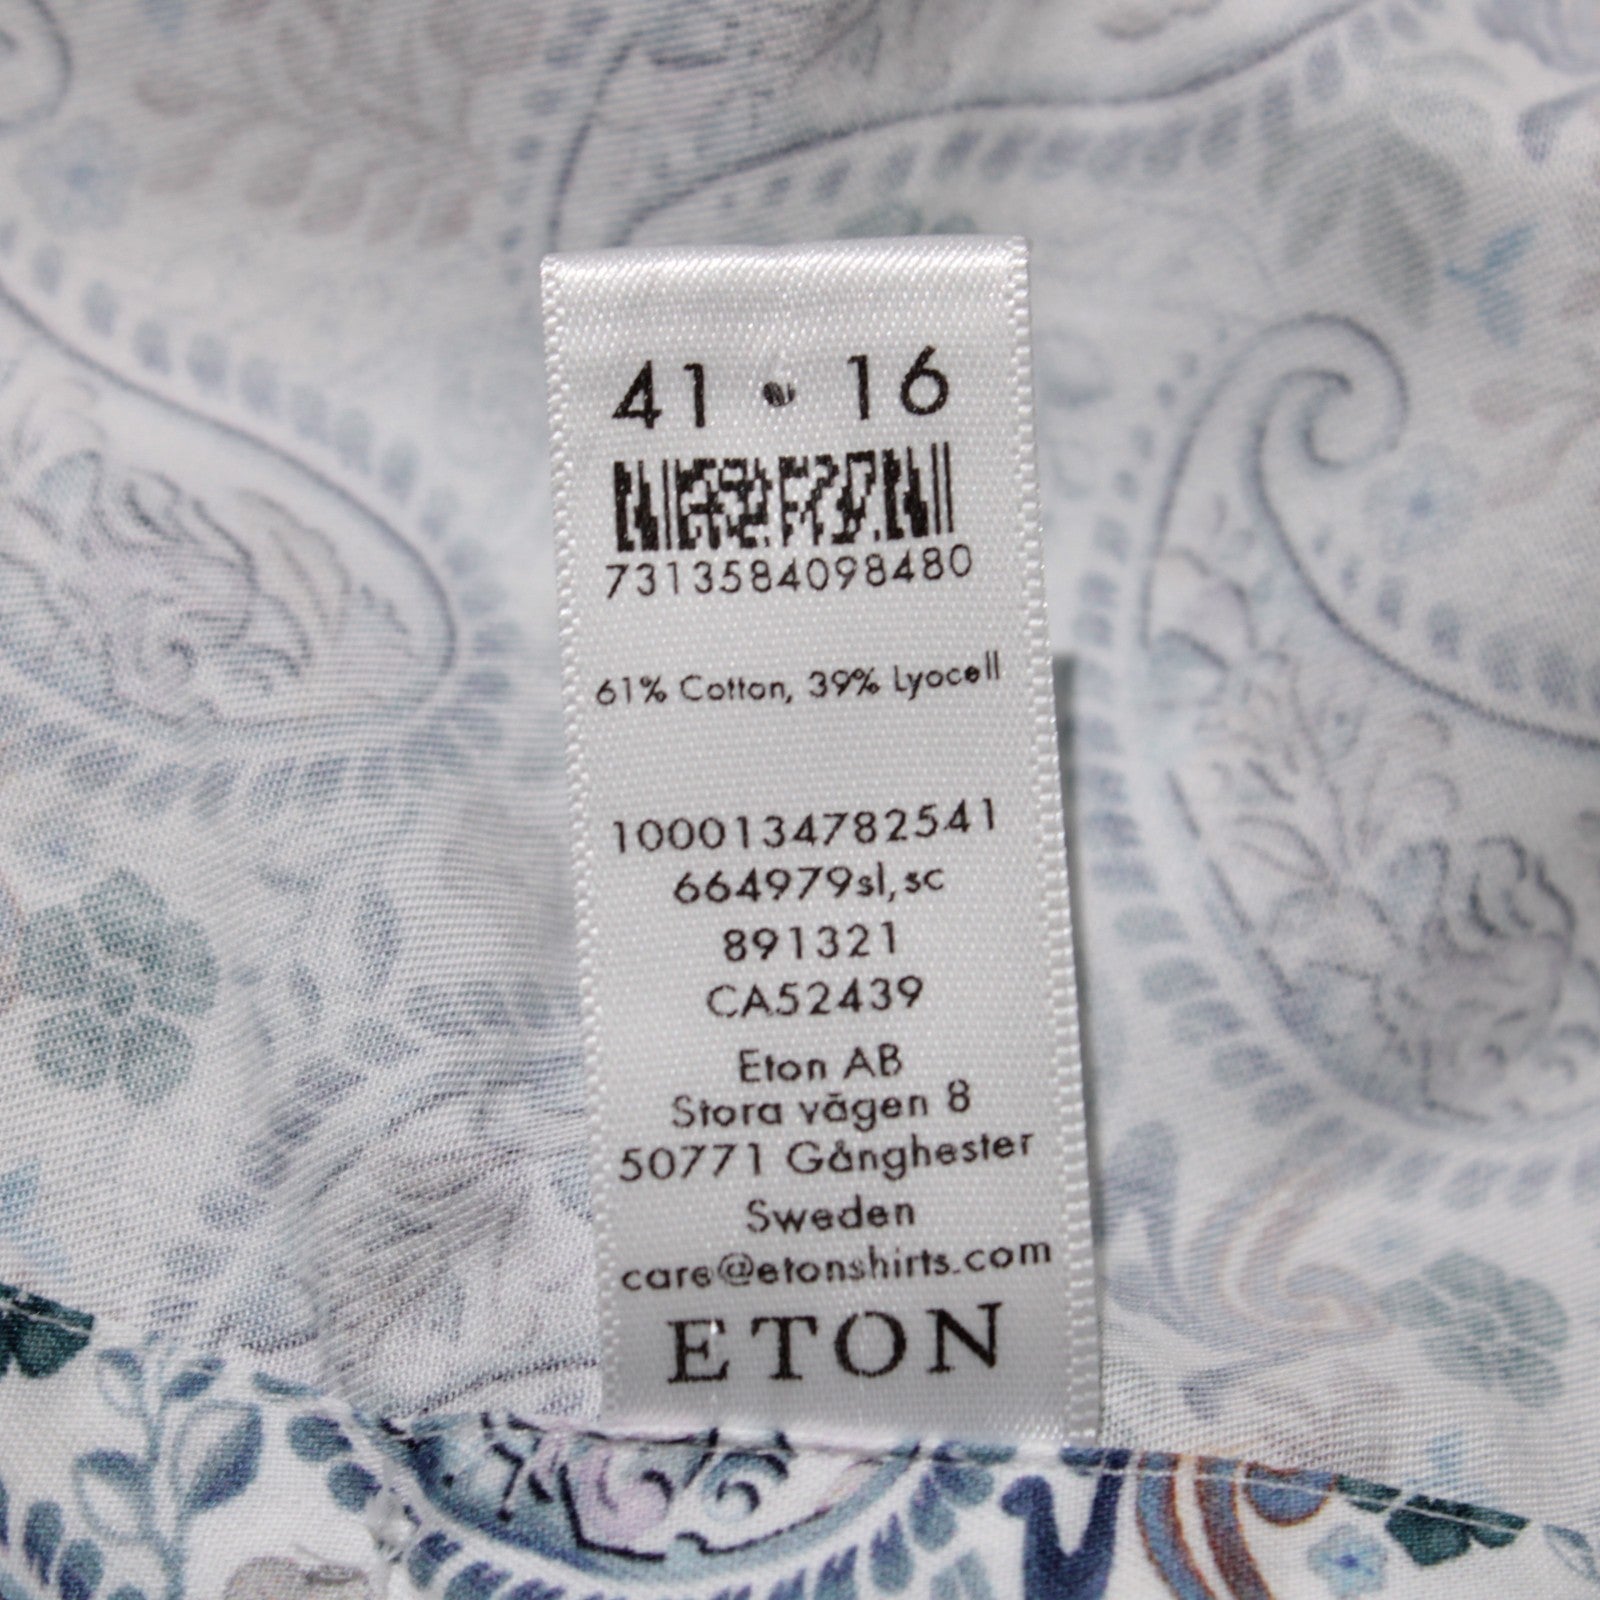 41 • 16
7313584098480
61% Cotton, 39% Lyocell
1000134782541
664979sl,sc
891321
CA52439
Eton AB
Stora vägen 8
50771 Gånghester
Sweden
care@etonshirts.com
ETON